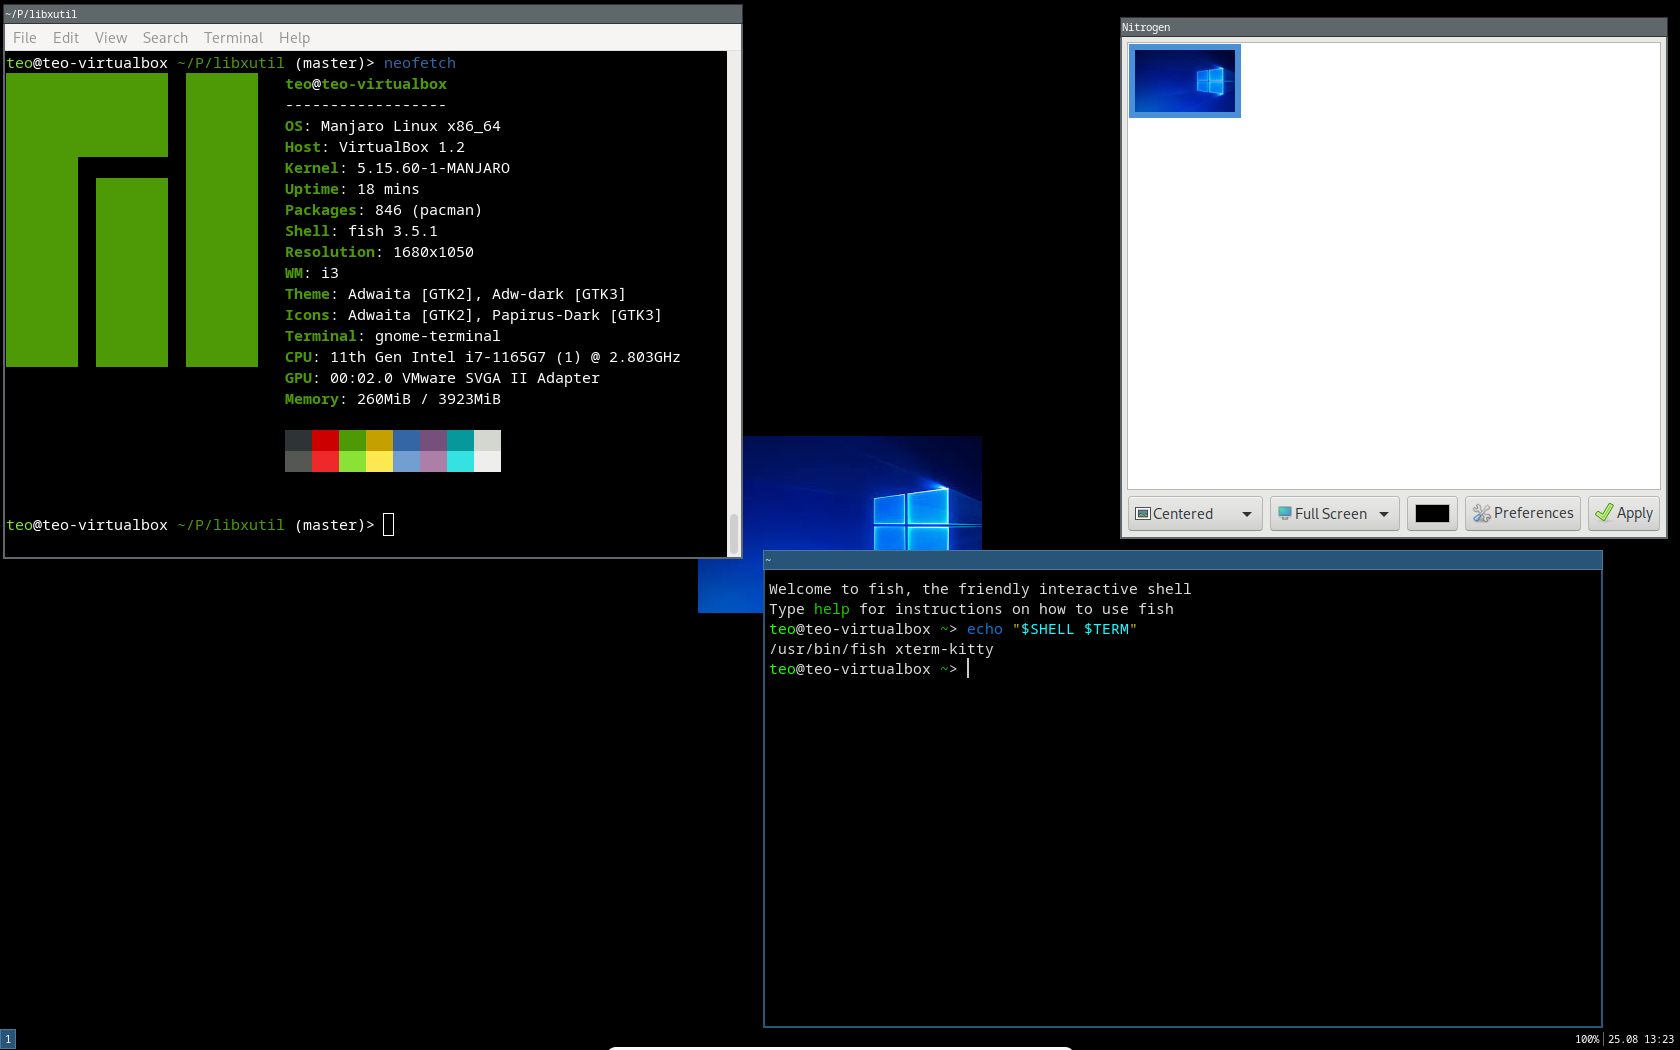 ~/P/libxutil
File Edit View Search Terminal Help
teo@teo-virtualbox ~/P/libxutil (master)> neofetch
teo@teo-virtualbox
------------------
OS: Manjaro Linux x86_64
Host: VirtualBox 1.2
Kernel: 5.15.60-1-MANJARO
Uptime: 18 mins
Packages: 846 (pacman)
Shell: fish 3.5.1
Resolution: 1680x1050
WM: i3
Theme: Adwaita [GTK2], Adw-dark [GTK3]
Icons: Adwaita [GTK2], Papirus-Dark [GTK3]
Terminal: gnome-terminal
CPU: 11th Gen Intel i7-1165G7 (1) @ 2.803GHz
GPU: 00:02.0 VMware SVGA II Adapter
Memory: 260MiB / 3923MiB
teo@teo-virtualbox ~/P/libxutil (master)>
Nitrogen
Centered Full Screen Preferences Apply
~
Welcome to fish, the friendly interactive shell
Type help for instructions on how to use fish
teo@teo-virtualbox ~> echo "$SHELL $TERM"
/usr/bin/fish xterm-kitty
teo@teo-virtualbox ~>
1
100% 25.08 13:23